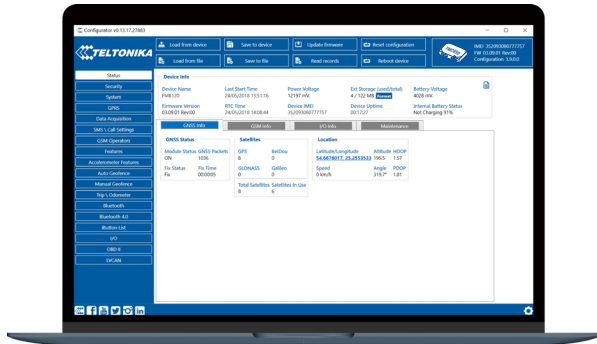 Configurator v0.13.17.27883
TELTONIKA
Load from device
Save to device
Update firmware
Reset configuration
Load from file
Save to file
Read records
Reboot device
IMEI 352093080777757
FW 03.09.01 Rev:00
Configuration 1.9.0.0
Status
Security
System
GPRS
Data Acquisition
SMS \ Call Settings
GSM Operators
Features
Accelerometer Features
Auto Geofence
Manual Geofence
Trip \ Odometer
Bluetooth
Bluetooth 4.0
iButton List
I/O
OBD II
LVCAN
Device Info
Device Name
FMB120
Last Start Time
24/05/2018 13:51:16
Power Voltage
12197 mV.
Ext Storage (used/total)
4 / 122 MB Format
Battery Voltage
4028 mV.
Firmware Version
03.09.01 Rev:00
RTC Time
24/05/2018 14:08:44
Device IMEI
352093080777757
Device Uptime
00:17:27
Internal Battery Status
Not Charging 91%
GNSS Info
GSM Info
I/O Info
Maintenance
GNSS Status
Module Status GNSS Packets
ON 1036
Fix Status Fix Time
Fix 00:00:05
Satellites
GPS BeiDou
8 0
GLONASS Galileo
0 0
Total Satellites Satellites In Use
8 6
Location
Latitude/Longitude Altitude HDOP
54.6678017, 25.2553533 195.5 1.57
Speed Angle PDOP
0 km/h 319.7° 1.81